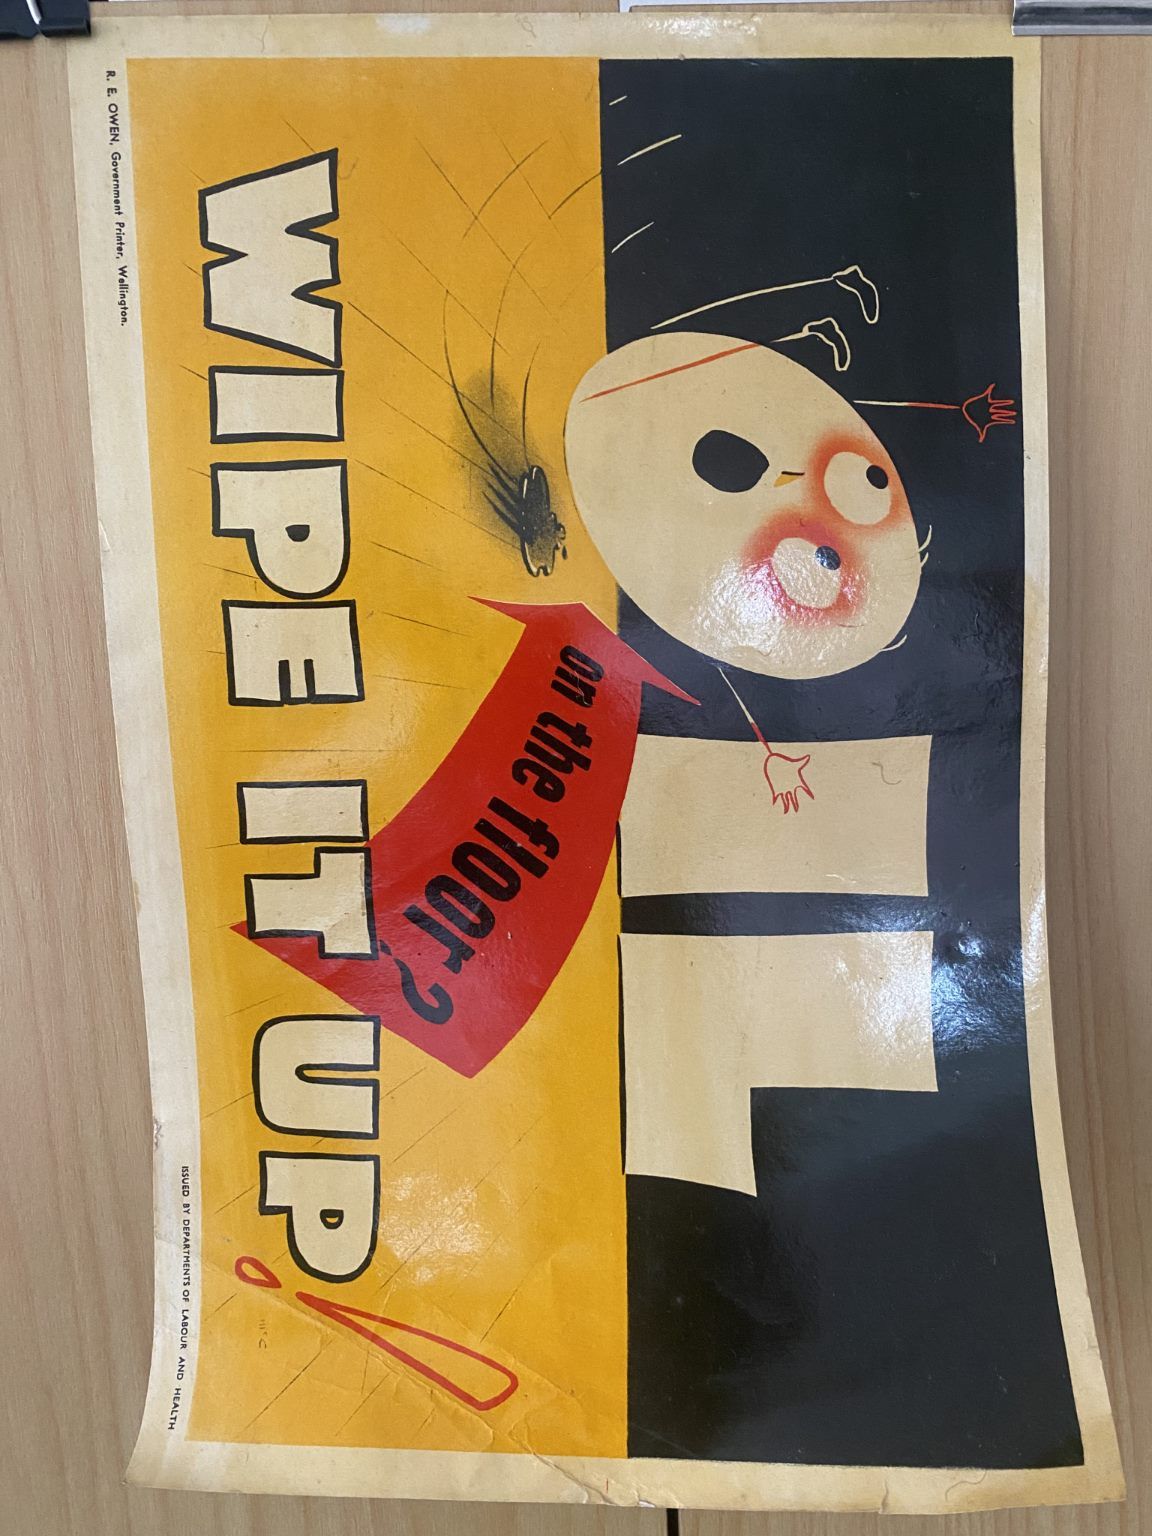 OIL
on the floor?
WIPE IT UP!
R. E. OWEN, Government Printer, Wellington.
ISSUED BY DEPARTMENTS OF LABOUR AND HEALTH